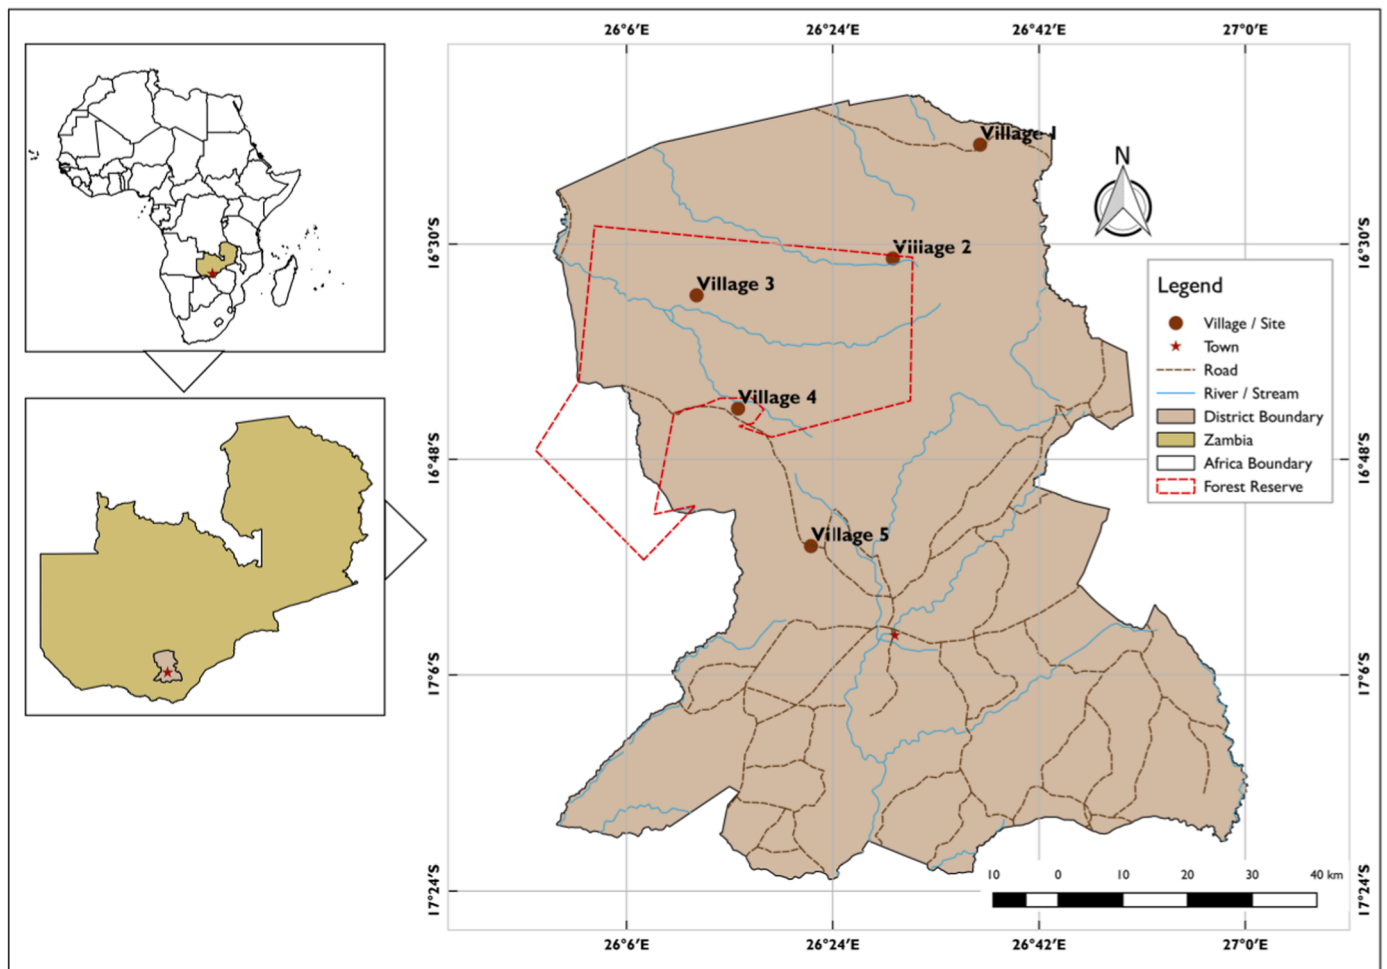 26°6'E 26°24'E 26°42'E 27°0'E
Village 1
N
16°30'S
16°30'S
Village 2
Village 3
Legend
Village / Site
Town
Road
River / Stream
District Boundary
Zambia
Africa Boundary
Forest Reserve
Village 4
16°48'S
16°48'S
Village 5
17°6'S
17°6'S
10 0 10 20 30 40 km
17°24'S
17°24'S
26°6'E 26°24'E 26°42'E 27°0'E